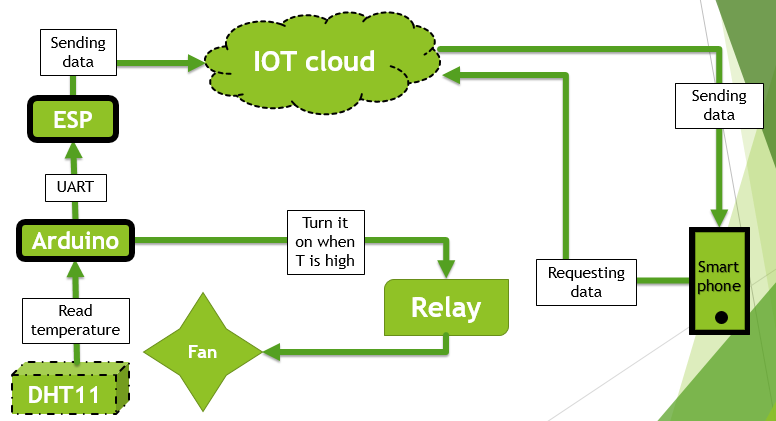 Sending
data
IOT cloud
ESP
Sending
data
UART
Arduino
Turn it
on when
T is high
Requesting
data
Smart
phone
Read
temperature
Relay
Fan
DHT11